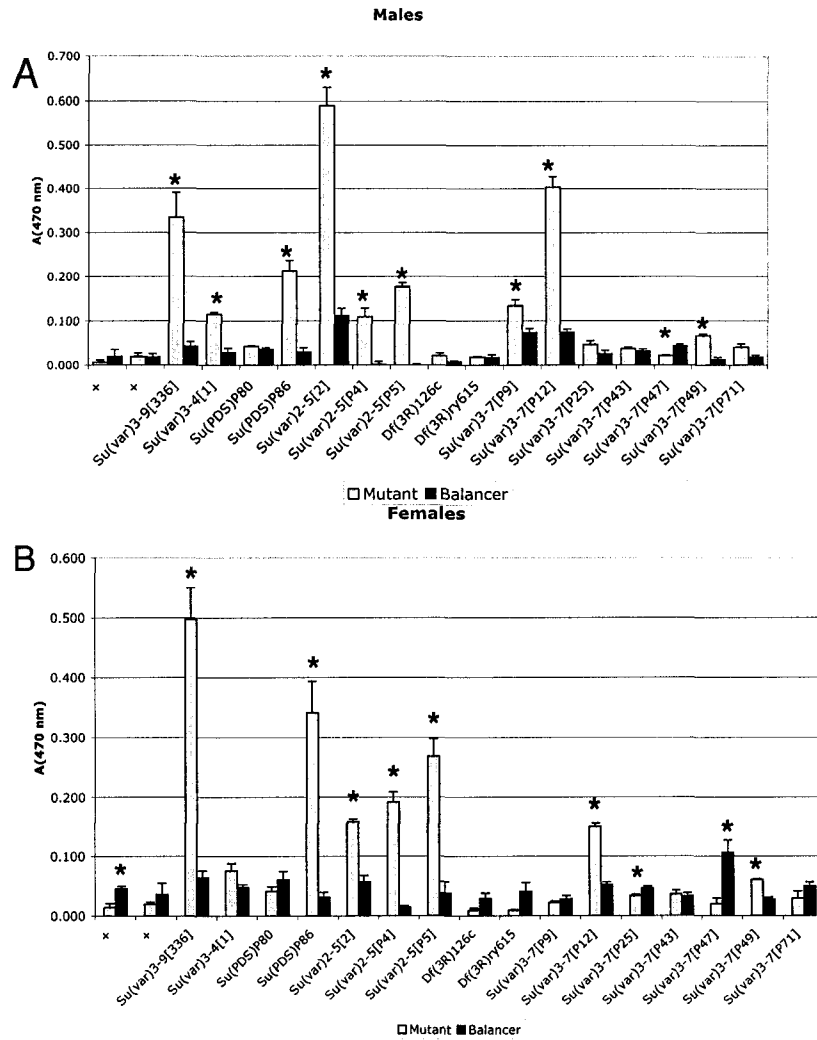 Males
A
0.700
0.600
0.500
0.400
0.300
0.200
0.100
0.000
A(470 nm)
* * * * * * * * * * *
+
+
Su(var)3-9[336]
Su(var)3-4[1]
Su(PDS)P80
Su(PDS)P86
Su(var)2-5[2]
Su(var)2-5[P4]
Su(var)2-5[P5]
Df(3R)126c
Df(3R)ry615
Su(var)3-7[P9]
Su(var)3-7[P12]
Su(var)3-7[P25]
Su(var)3-7[P43]
Su(var)3-7[P47]
Su(var)3-7[P49]
Su(var)3-7[P71]
Mutant Balancer
Females
B
0.600
0.500
0.400
0.300
0.200
0.100
0.000
A(470 nm)
* * * * * * * * * *
+
+
Su(var)3-9[336]
Su(var)3-4[1]
Su(PDS)P80
Su(PDS)P86
Su(var)2-5[2]
Su(var)2-5[P4]
Su(var)2-5[P5]
Df(3R)126c
Df(3R)ry615
Su(var)3-7[P9]
Su(var)3-7[P12]
Su(var)3-7[P25]
Su(var)3-7[P43]
Su(var)3-7[P47]
Su(var)3-7[P49]
Su(var)3-7[P71]
Mutant Balancer